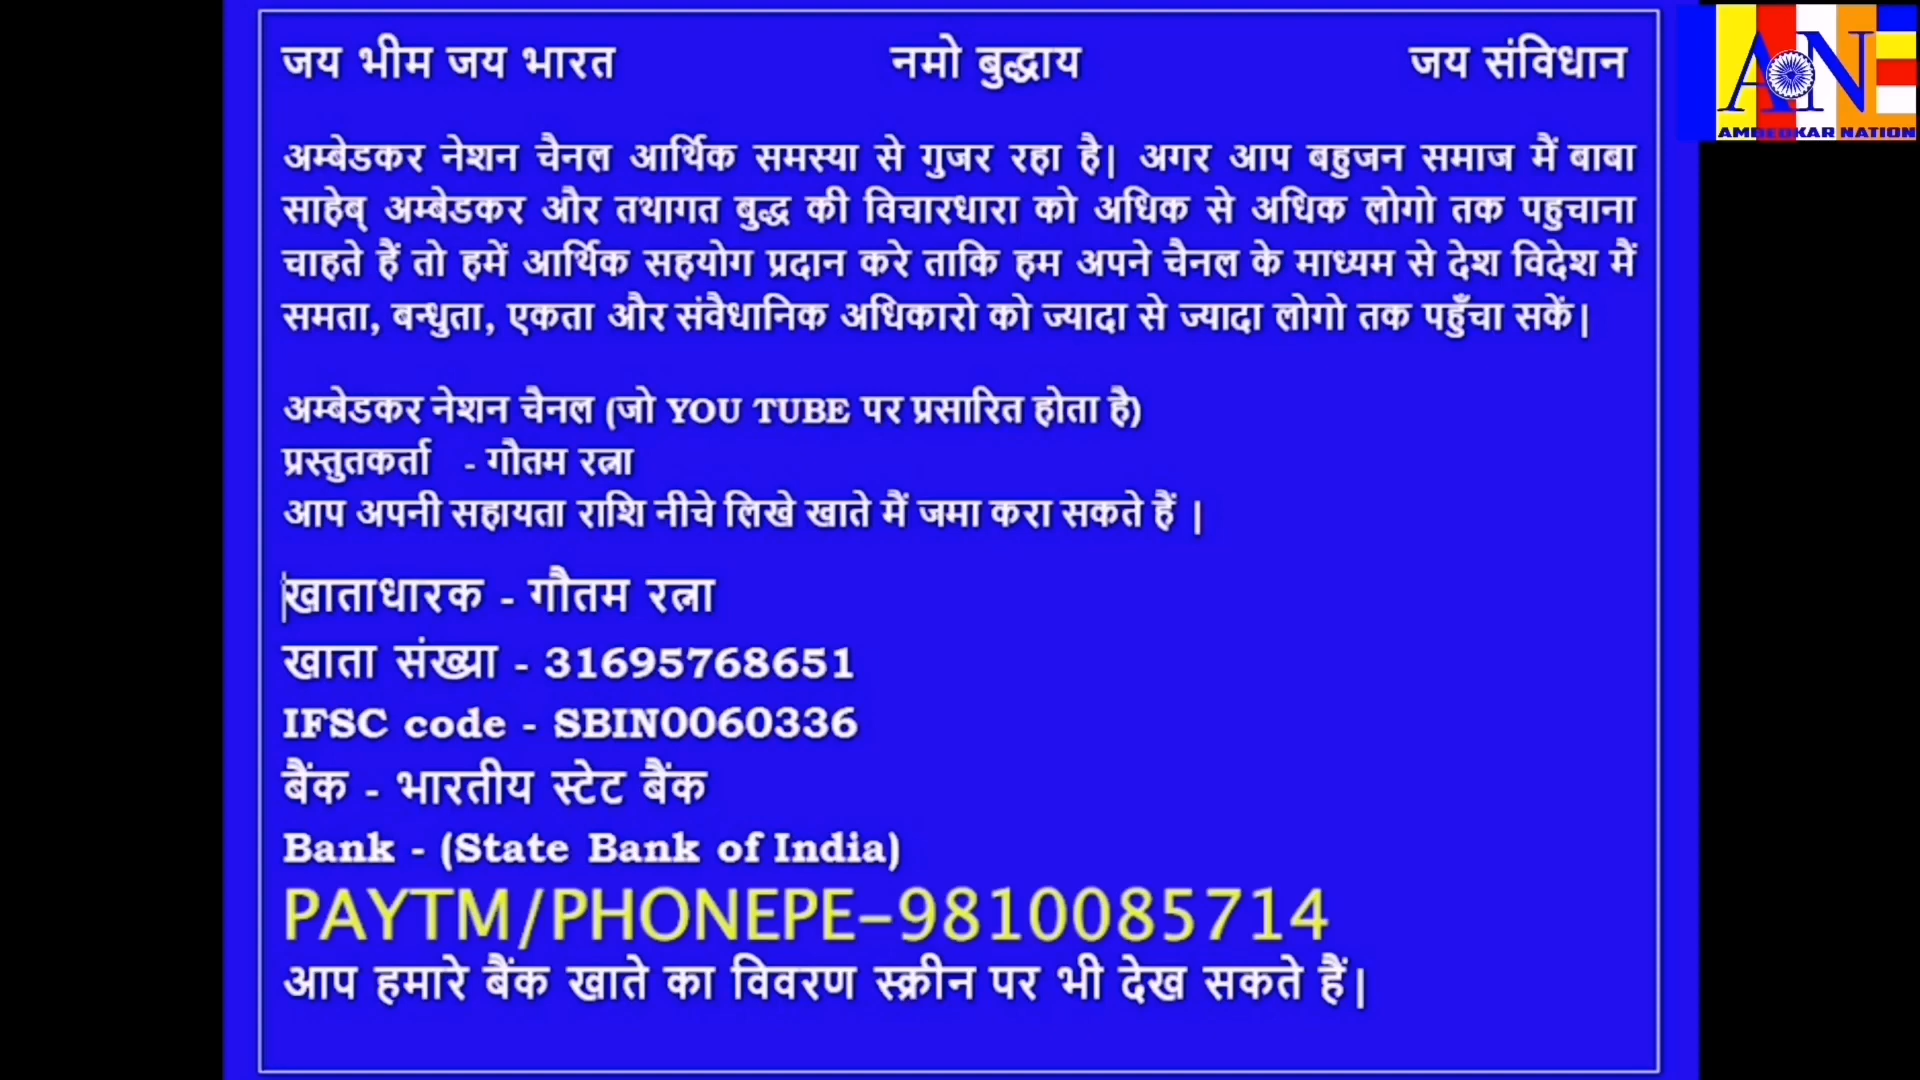 जय भीम जय भारत नमो बुद्धाय जय संविधान
AN
AMBEDKAR NATION
अम्बेडकर नेशन चैनल आर्थिक समस्या से गुजर रहा है| अगर आप बहुजन समाज मैं बाबा
साहेब् अम्बेडकर और तथागत बुद्ध की विचारधारा को अधिक से अधिक लोगो तक पहुचाना
चाहते हैं तो हमें आर्थिक सहयोग प्रदान करे ताकि हम अपने चैनल के माध्यम से देश विदेश मैं
समता, बन्धुता, एकता और संवैधानिक अधिकारो को ज्यादा से ज्यादा लोगो तक पहुँचा सकें|
अम्बेडकर नेशन चैनल (जो YOU TUBE पर प्रसारित होता है)
प्रस्तुतकर्ता - गौतम रत्ना
आप अपनी सहायता राशि नीचे लिखे खाते मैं जमा करा सकते हैं |
खाताधारक - गौतम रत्ना
खाता संख्या - 31695768651
IFSC code - SBIN0060336
बैंक - भारतीय स्टेट बैंक
Bank - (State Bank of India)
PAYTM/PHONEPE-9810085714
आप हमारे बैंक खाते का विवरण स्क्रीन पर भी देख सकते हैं|